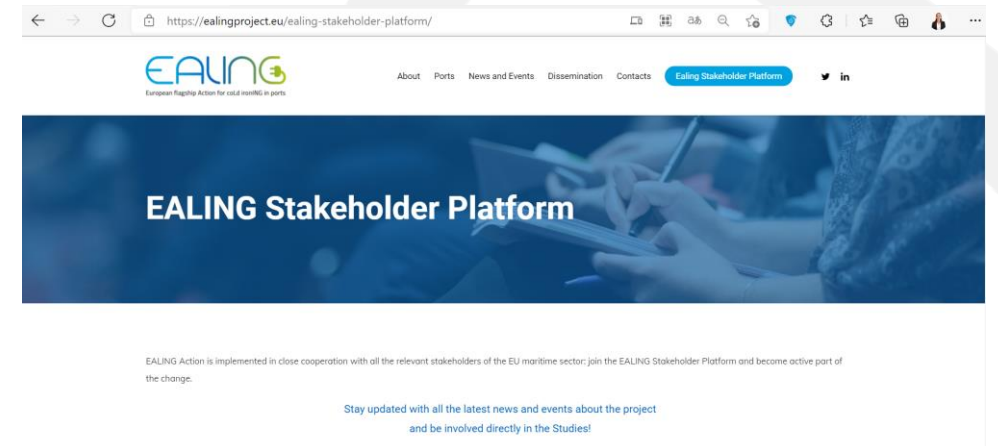 https://ealingproject.eu/ealing-stakeholder-platform/
EALING
European flagship Action for coLd ironING in ports
About Ports News and Events Dissemination Contacts Ealing Stakeholder Platform
EALING Stakeholder Platform
EALING Action is implemented in close cooperation with all the relevant stakeholders of the EU maritime sector: join the EALING Stakeholder Platform and become active part of
the change.
Stay updated with all the latest news and events about the project
and be involved directly in the Studies!